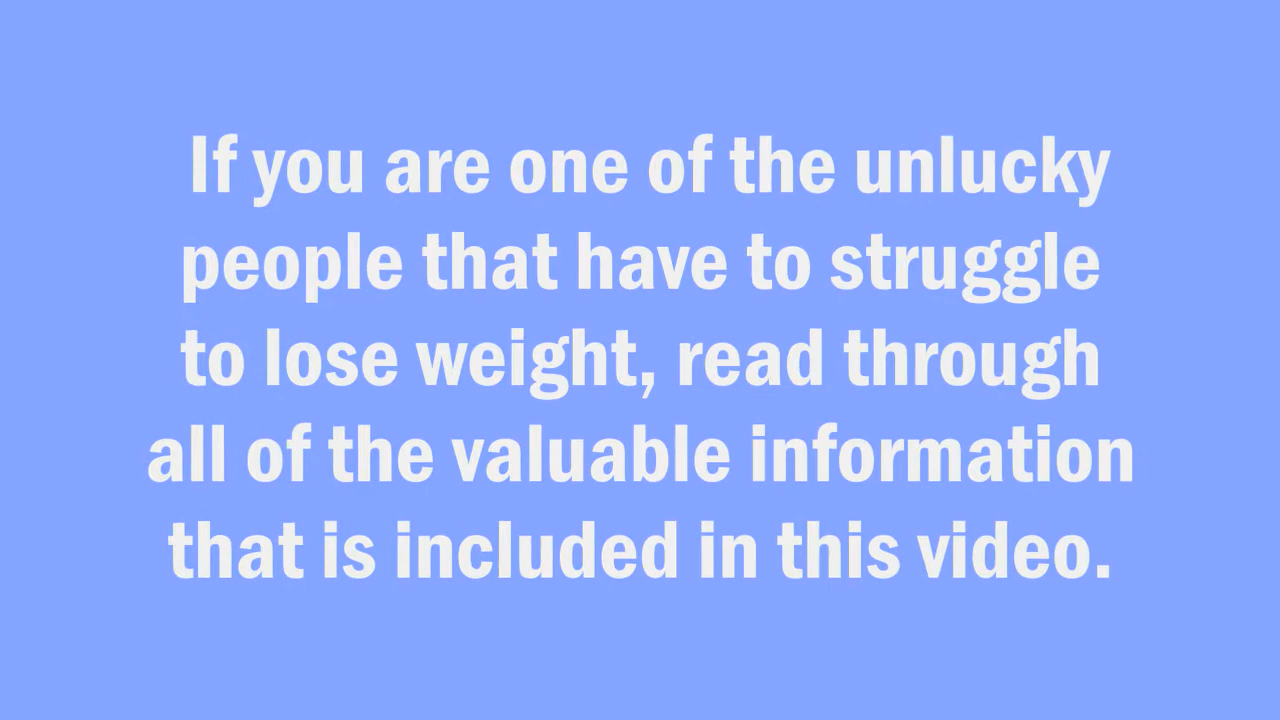 If you are one of the unlucky
people that have to struggle
to lose weight, read through
all of the valuable information
that is included in this video.